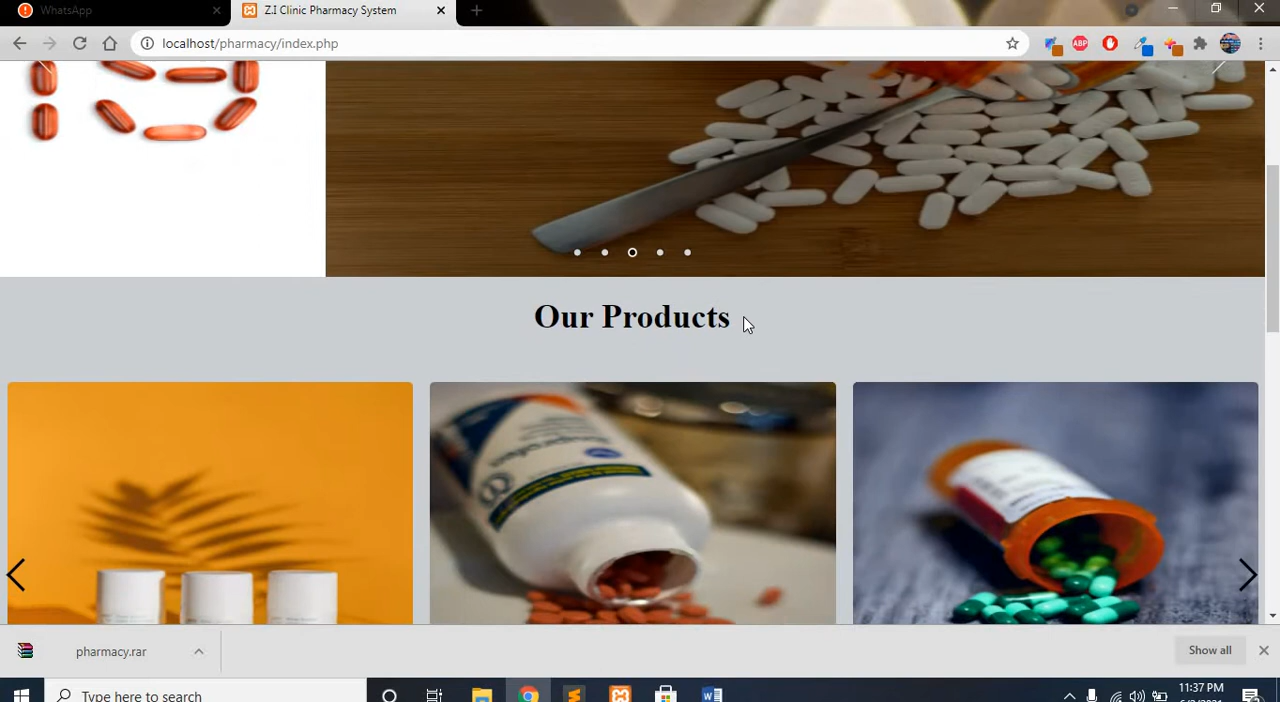 WhatsApp
Z.I Clinic Pharmacy System
localhost/pharmacy/index.php
ABP
Our Products
pharmacy.rar
Show all
Type here to search
11:37 PM